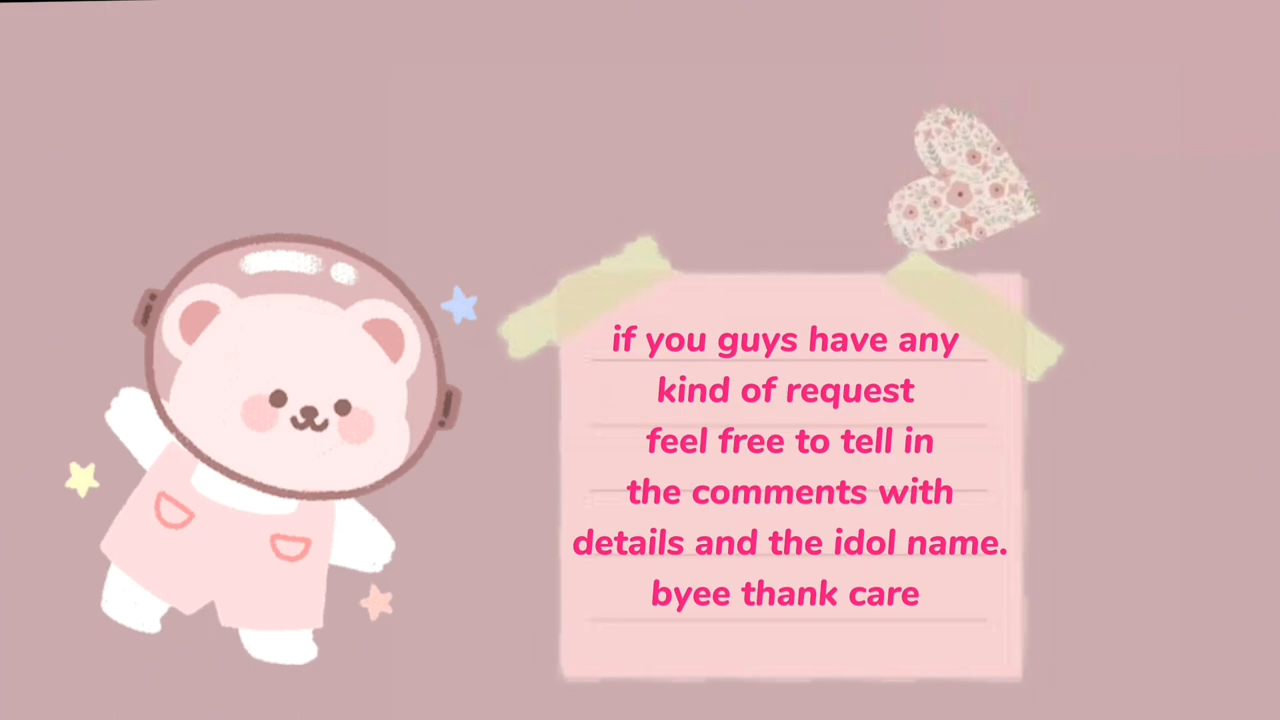 if you guys have any
kind of request
feel free to tell in
the comments with
details and the idol name.
byee thank care